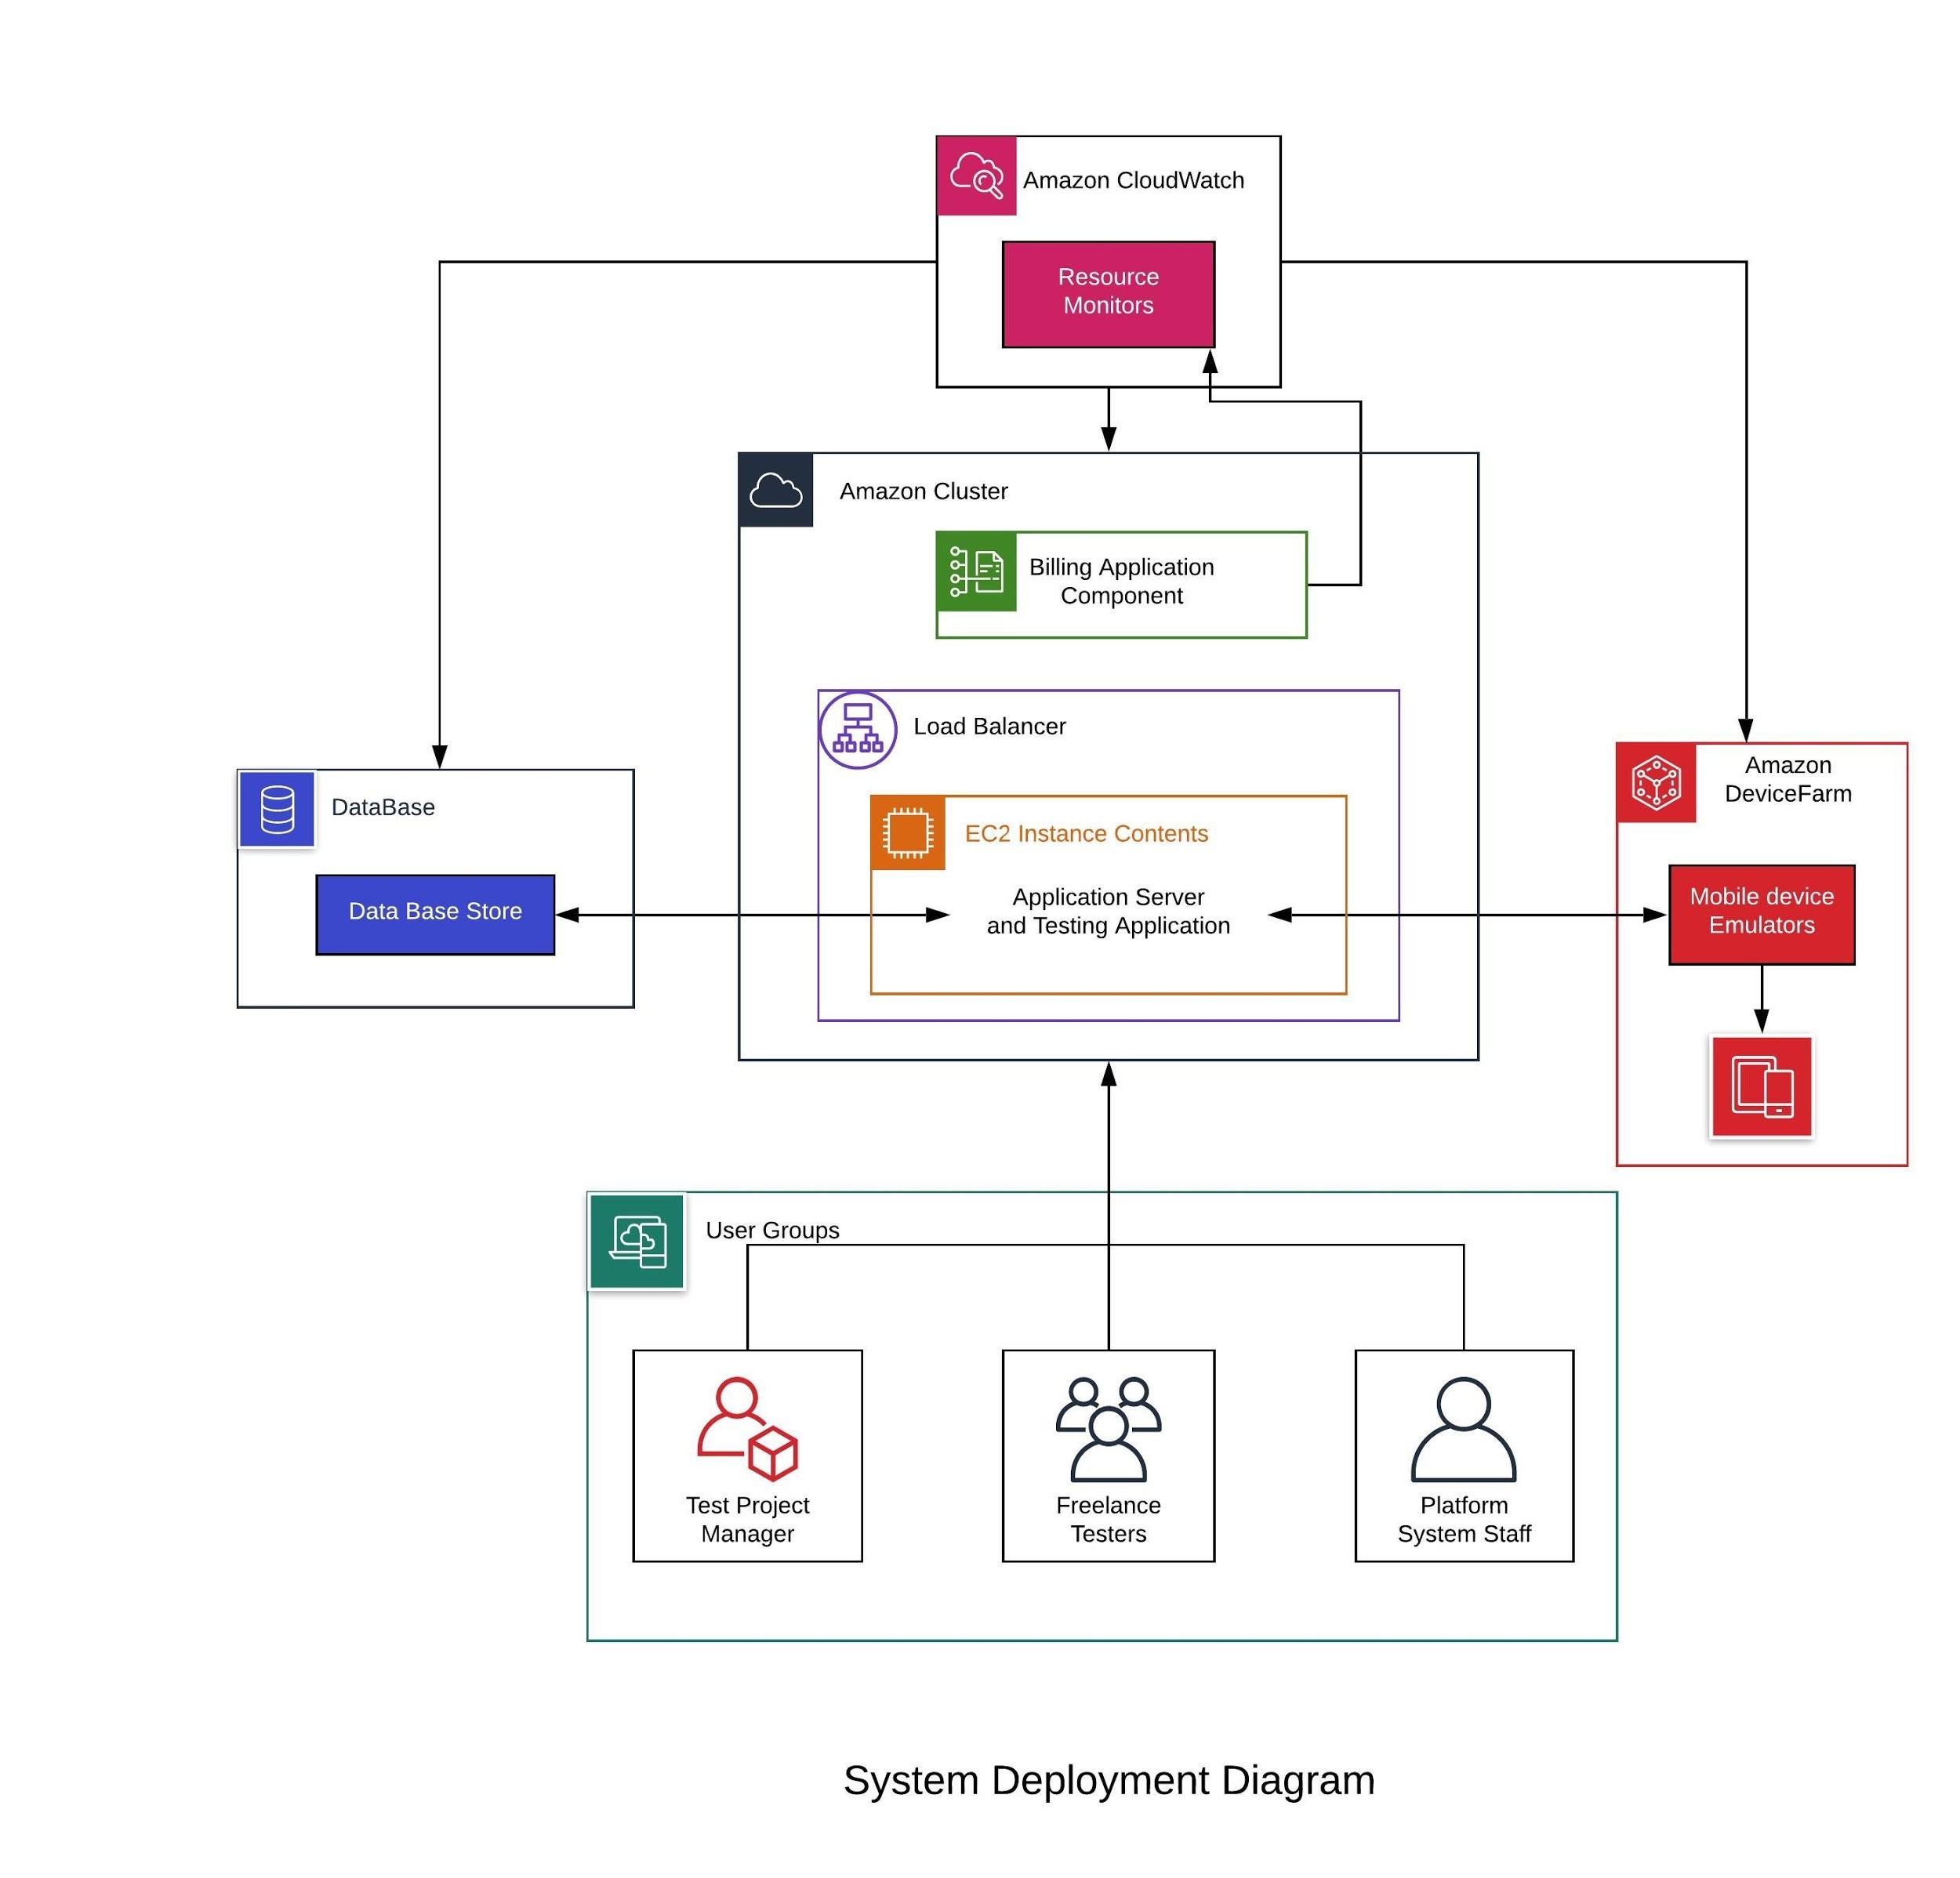 Amazon CloudWatch
Resource
Monitors
Amazon Cluster
Billing Application
Component
Load Balancer
DataBase
Data Base Store
EC2 Instance Contents
Application Server
and Testing Application
Amazon
DeviceFarm
Mobile device
Emulators
User Groups
Test Project
Manager
Freelance
Testers
Platform
System Staff
System Deployment Diagram